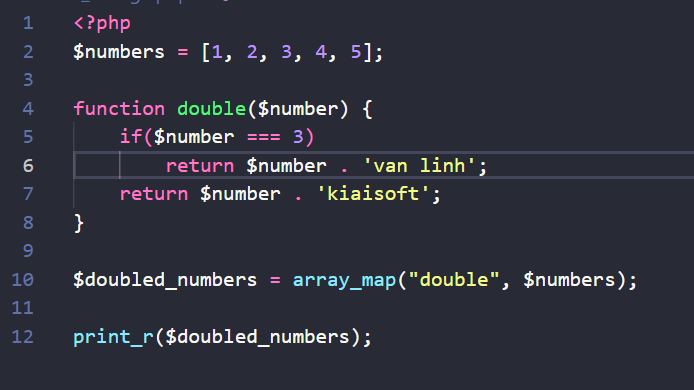 1 <?php
2 $numbers = [1, 2, 3, 4, 5];
3
4 function double($number) {
5     if($number === 3)
6         return $number . 'van linh';
7     return $number . 'kiaisoft';
8 }
9
10 $doubled_numbers = array_map("double", $numbers);
11
12 print_r($doubled_numbers);